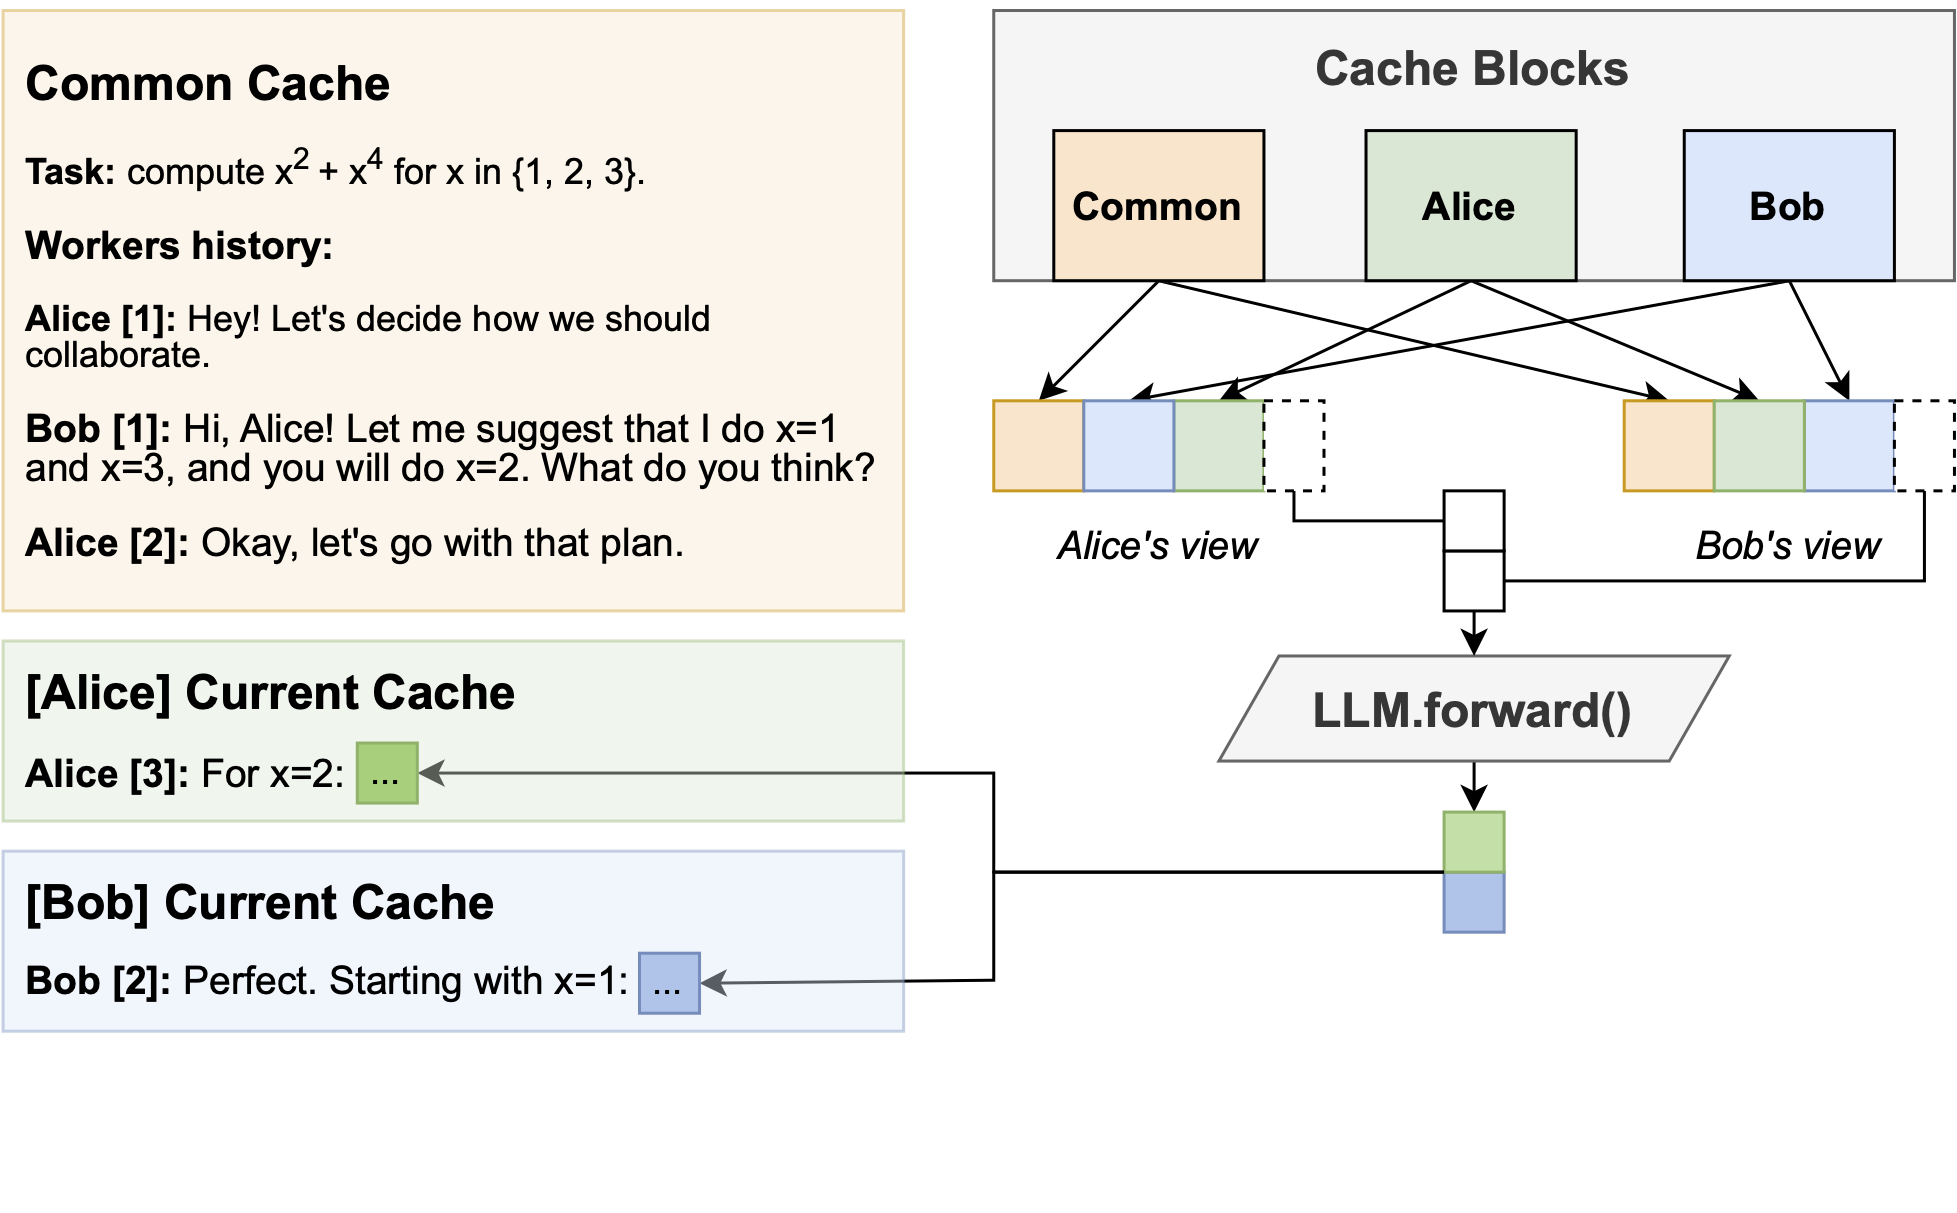 Common Cache
Task: compute x² + x⁴ for x in {1, 2, 3}.
Workers history:
Alice [1]: Hey! Let's decide how we should
collaborate.
Bob [1]: Hi, Alice! Let me suggest that I do x=1
and x=3, and you will do x=2. What do you think?
Alice [2]: Okay, let's go with that plan.
[Alice] Current Cache
Alice [3]: For x=2: ...
[Bob] Current Cache
Bob [2]: Perfect. Starting with x=1: ...
Cache Blocks
Common
Alice
Bob
Alice's view
Bob's view
LLM.forward()